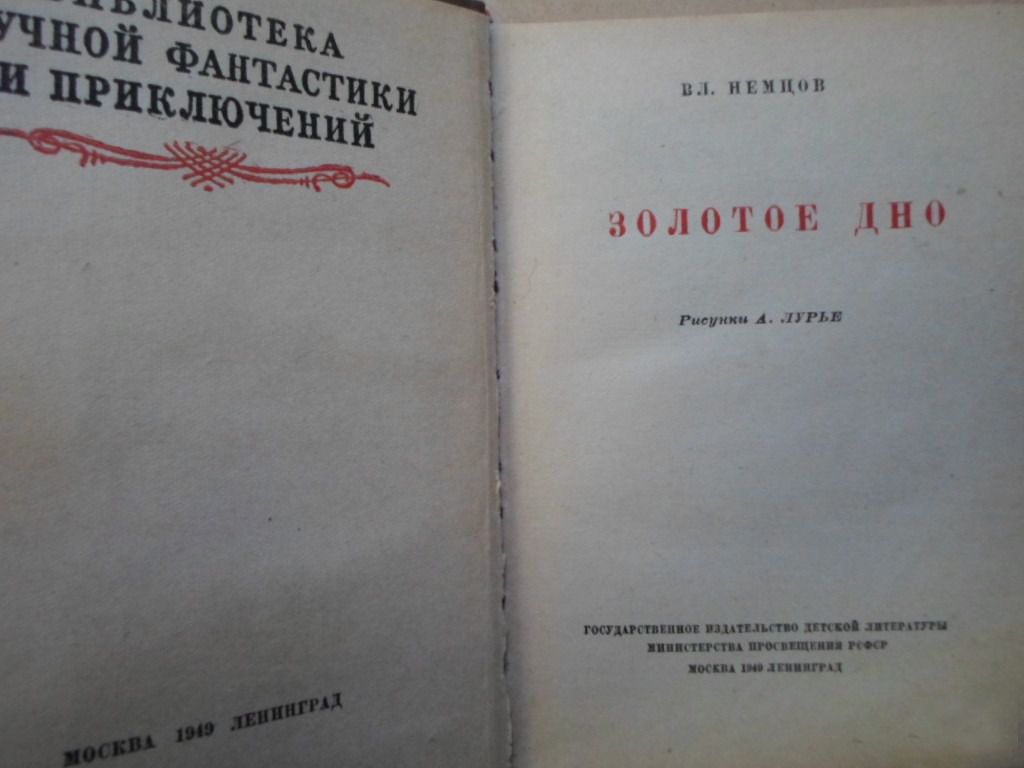 БИБЛИОТЕКА
УЧНОЙ ФАНТАСТИКИ
И ПРИКЛЮЧЕНИЙ
МОСКВА 1949 ЛЕНИНГРАД
ВЛ. НЕМЦОВ
ЗОЛОТОЕ ДНО
Рисунки А. ЛУРЬЕ
ГОСУДАРСТВЕННОЕ ИЗДАТЕЛЬСТВО ДЕТСКОЙ ЛИТЕРАТУРЫ
МИНИСТЕРСТВА ПРОСВЕЩЕНИЯ РСФСР
МОСКВА 1949 ЛЕНИНГРАД